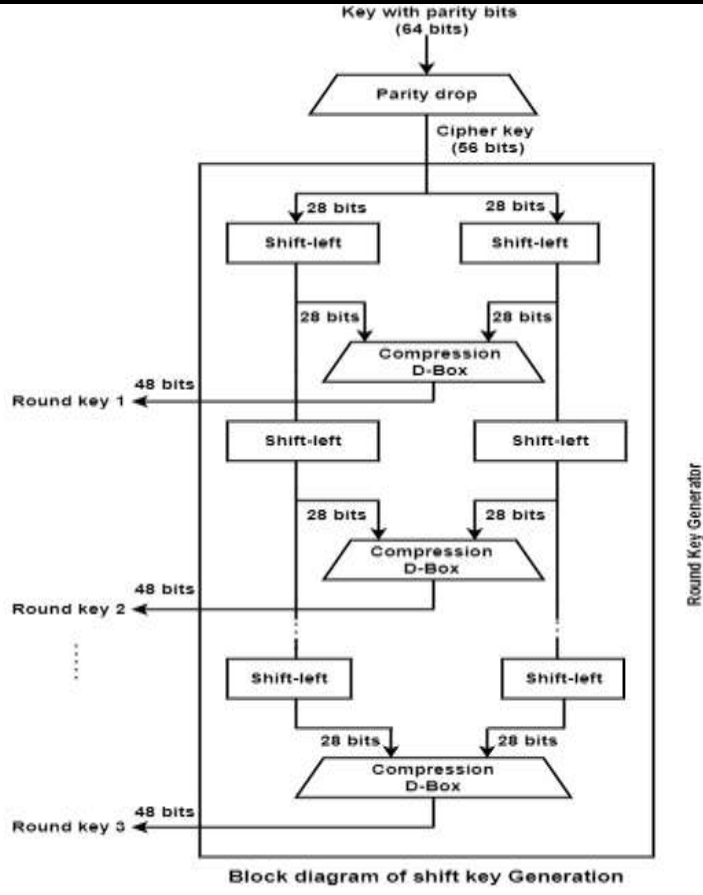 Key with parity bits
(64 bits)
Parity drop
Cipher key
(56 bits)
28 bits
28 bits
Shift-left
Shift-left
28 bits
28 bits
Compression
D-Box
48 bits
Round key 1
Shift-left
Shift-left
28 bits
28 bits
Compression
D-Box
48 bits
Round key 2
Shift-left
Shift-left
28 bits
28 bits
Compression
D-Box
48 bits
Round key 3
Round Key Generator
Block diagram of shift key Generation